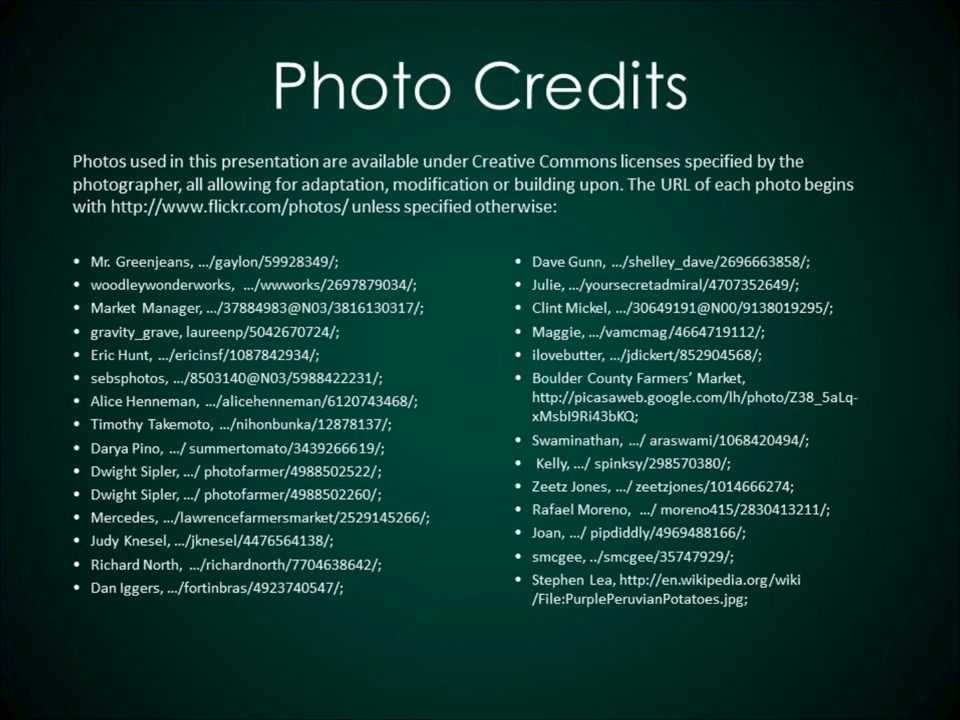 Photo Credits
Photos used in this presentation are available under Creative Commons licenses specified by the
photographer, all allowing for adaptation, modification or building upon. The URL of each photo begins
with http://www.flickr.com/photos/ unless specified otherwise:
• Mr. Greenjeans, .../gaylon/59928349/;
• woodleywonderworks, .../wwworks/2697879034/;
• Market Manager, .../37884983@N03/3816130317/;
• gravity_grave, laureenp/5042670724/;
• Eric Hunt, .../ericinsf/1087842934/;
• sebsphotos, .../8503140@N03/5988422231/;
• Alice Henneman, .../alicehenneman/6120743468/;
• Timothy Takemoto, .../nihonbunka/12878137/;
• Darya Pino, .../ summertomato/3439266619/;
• Dwight Sipler, .../ photofarmer/4988502522/;
• Dwight Sipler, .../ photofarmer/4988502260/;
• Mercedes, .../lawrencefarmersmarket/2529145266/;
• Judy Knesel, .../jknesel/4476564138/;
• Richard North, .../richardnorth/7704638642/;
• Dan Iggers, .../fortinbras/4923740547/;
• Dave Gunn, .../shelley_dave/2696663858/;
• Julie, .../yoursecretadmiral/4707352649/;
• Clint Mickel, .../30649191@N00/9138019295/;
• Maggie, .../vamcmag/4664719112/;
• ilovebutter, .../jdickert/852904568/;
• Boulder County Farmers’ Market,
http://picasaweb.google.com/lh/photo/Z38_5aLq-
xMsbI9Ri43bKQ;
• Swaminathan, .../ araswami/1068420494/;
• Kelly, .../ spinksy/298570380/;
• Zeetz Jones, .../ zeetzjones/1014666274;
• Rafael Moreno, .../ moreno415/2830413211/;
• Joan, .../ pipdiddly/4969488166/;
• smcgee, ../smcgee/35747929/;
• Stephen Lea, http://en.wikipedia.org/wiki
/File:PurplePeruvianPotatoes.jpg;